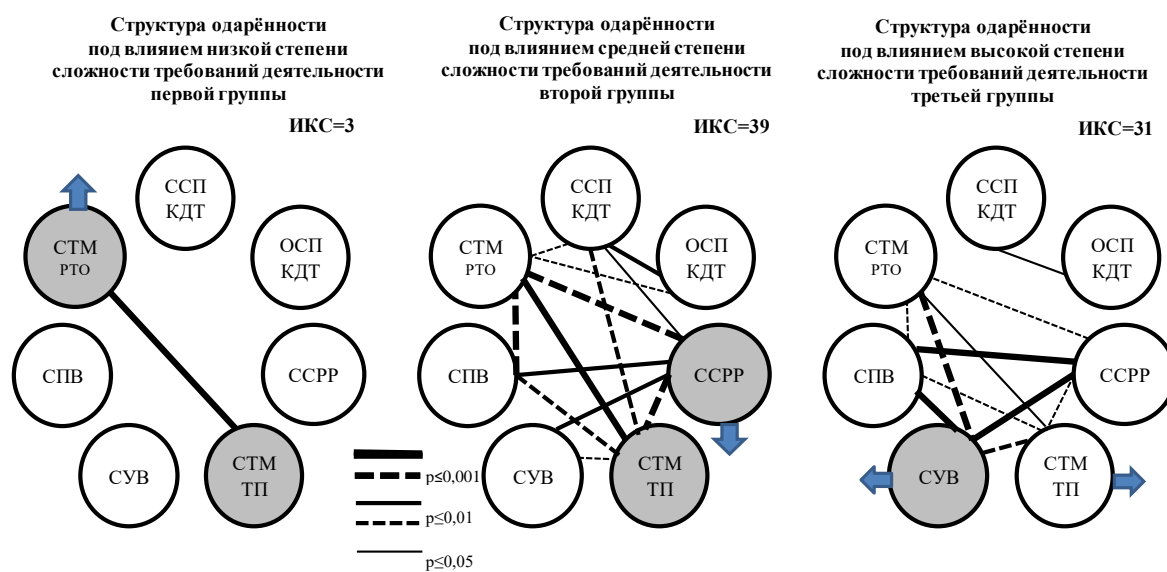 Структура одарённости
под влияием низкой степени
сложности требований деятельности
первой группы
ИКС=3
ССП
КДТ
СТМ
РТО
ОСП
КДТ
СПВ
ССРР
СУВ
СТМ
ТП
Структура одарённости
под влиянием средней степени
сложности требований деятельности
второй группы
ИКС=39
ССП
КДТ
СТМ
РТО
ОСП
КДТ
СПВ
ССРР
СУВ
СТМ
ТП
p≤0,001
p≤0,01
p≤0,05
Структура одарённости
под влиянием высокой степени
сложности требований деятельности
третьей группы
ИКС=31
ССП
КДТ
СТМ
РТО
ОСП
КДТ
СПВ
ССРР
СУВ
СТМ
ТП